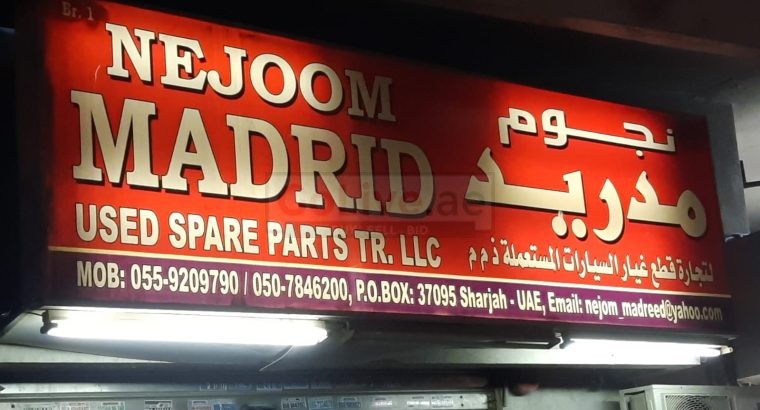 Br. 1
NEJOOM
MADRID
USED SPARE PARTS TR. LLC
نجوم
مدريد
لتجارة قطع غيار السيارات المستعملة ذ م م
MOB: 055-9209790 / 050-7846200, P.O.BOX: 37095 Sharjah - UAE, Email: nejom_madreed@yahoo.com